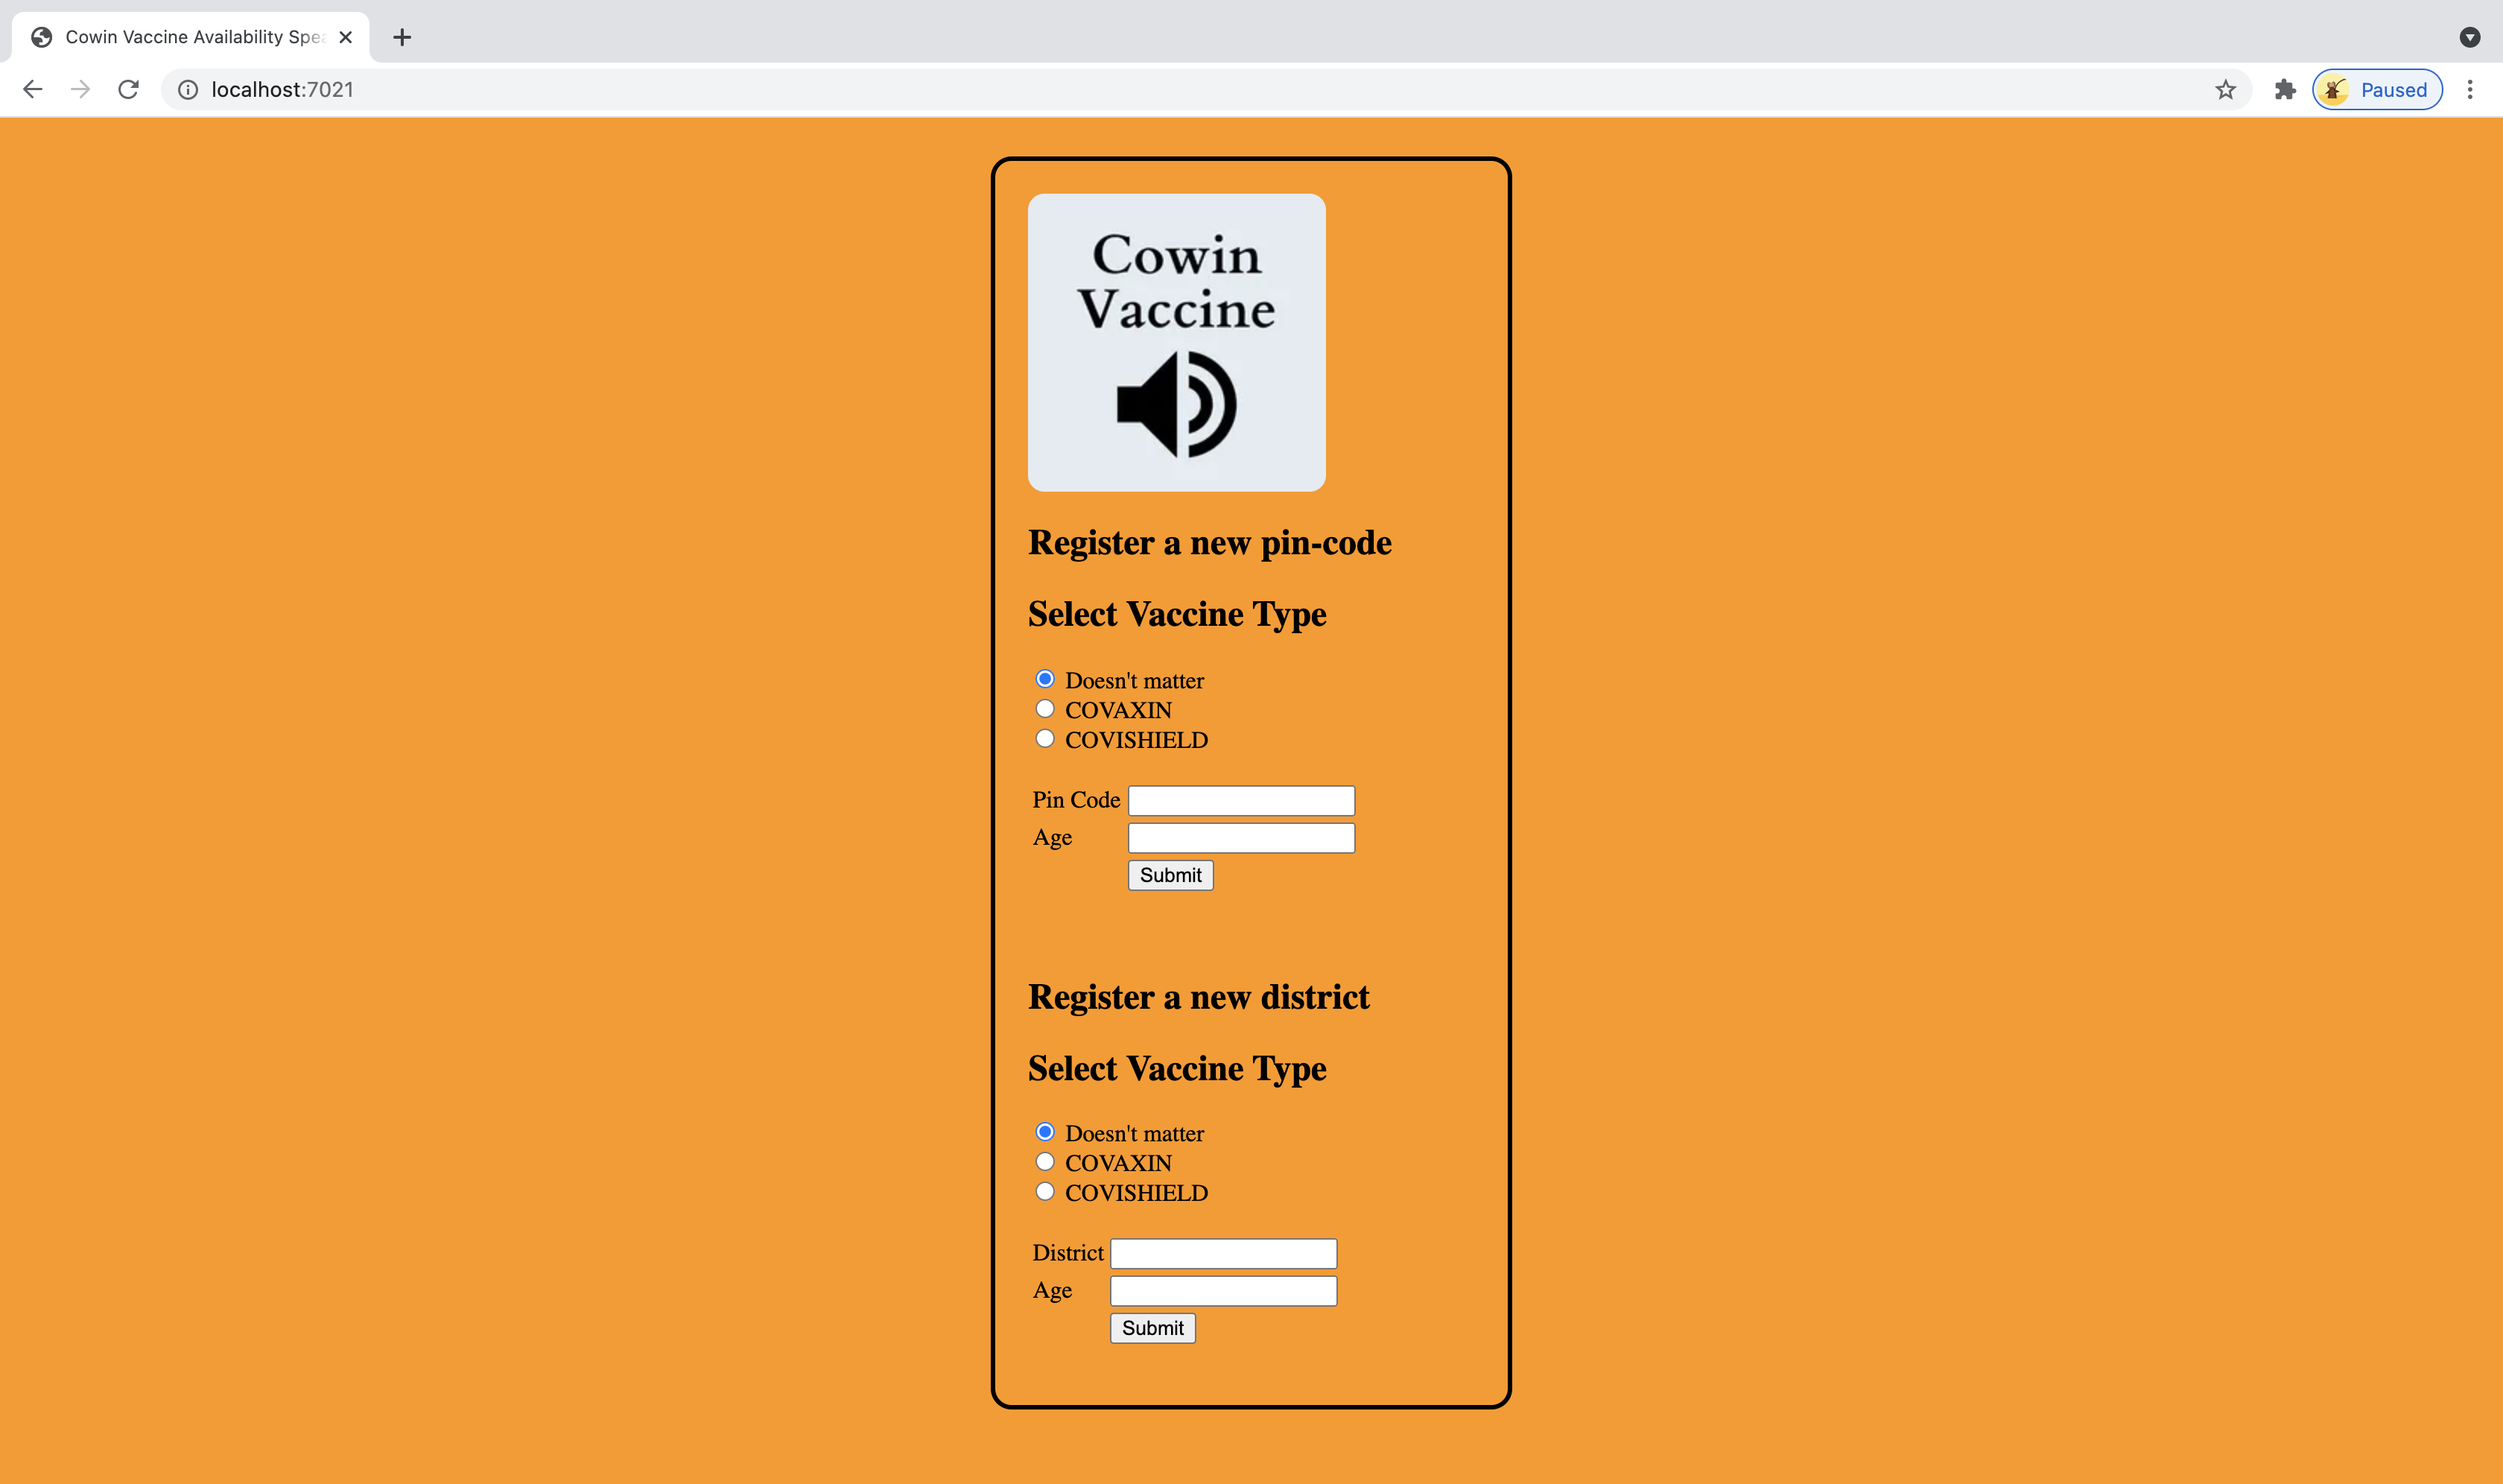 Cowin Vaccine Availability Spea
localhost:7021
Paused
Cowin
Vaccine
Register a new pin-code
Select Vaccine Type
Doesn't matter
COVAXIN
COVISHIELD
Pin Code
Age
Submit
Register a new district
Select Vaccine Type
Doesn't matter
COVAXIN
COVISHIELD
District
Age
Submit